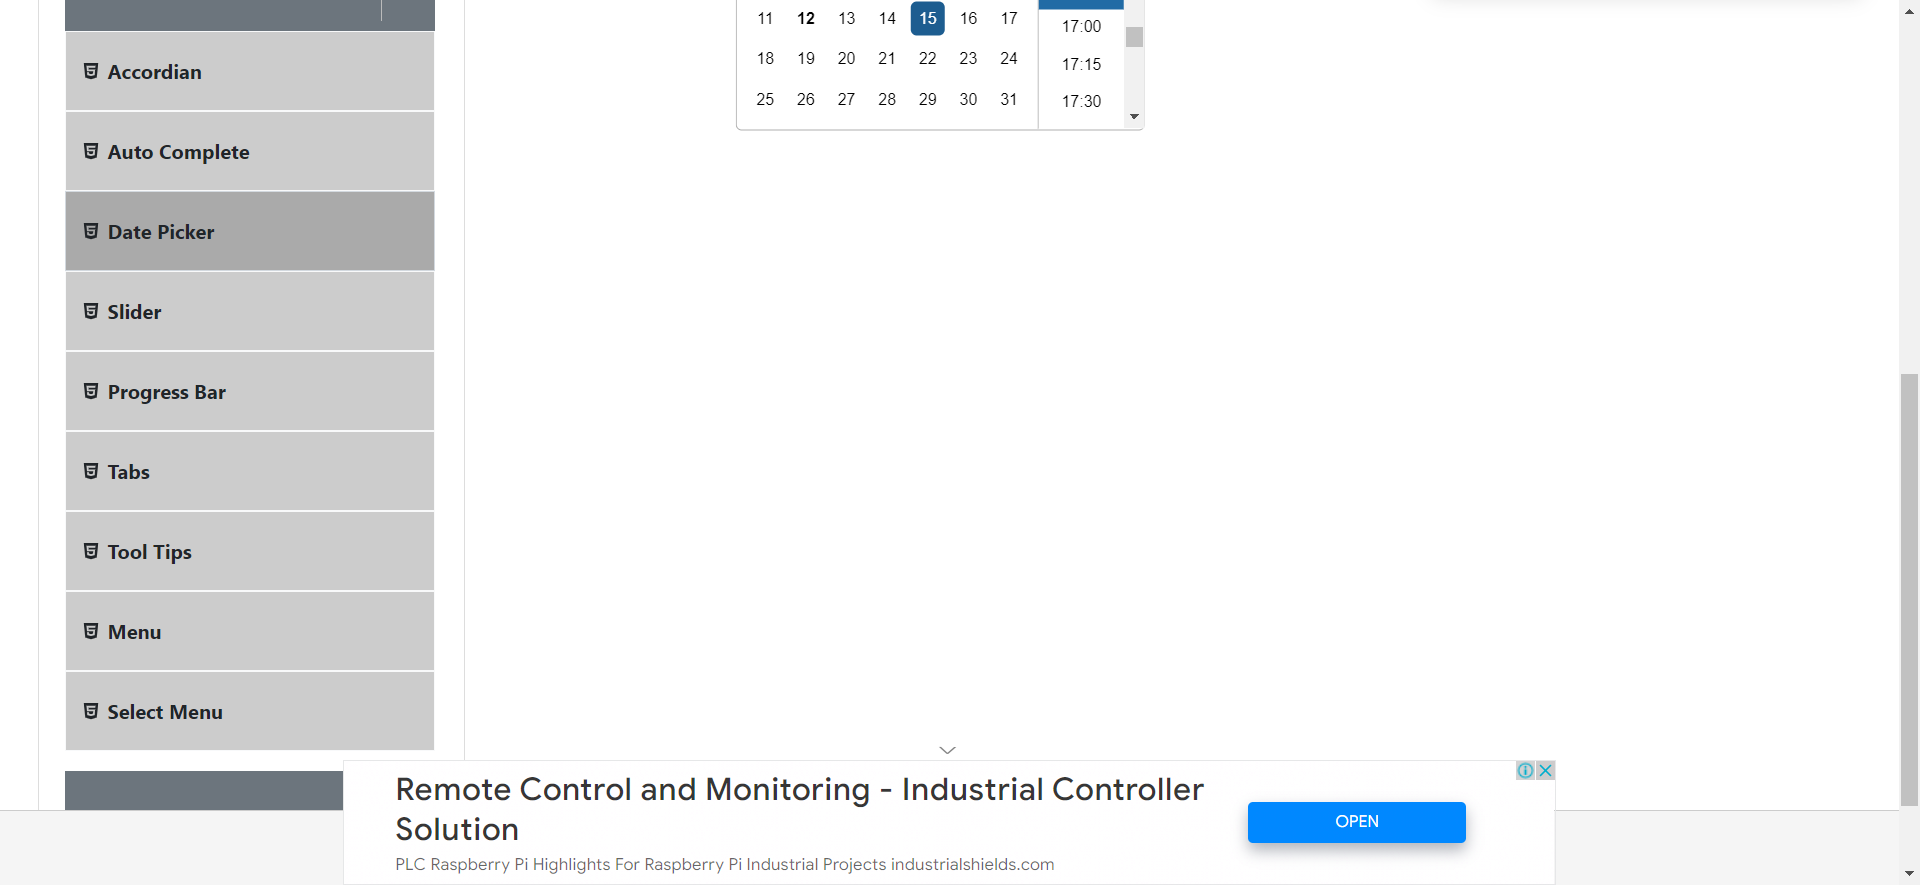 Accordian
Auto Complete
Date Picker
Slider
Progress Bar
Tabs
Tool Tips
Menu
Select Menu
11 12 13 14 15 16 17
18 19 20 21 22 23 24
25 26 27 28 29 30 31
17:00
17:15
17:30
Remote Control and Monitoring - Industrial Controller
Solution
PLC Raspberry Pi Highlights For Raspberry Pi Industrial Projects industrialshields.com
OPEN